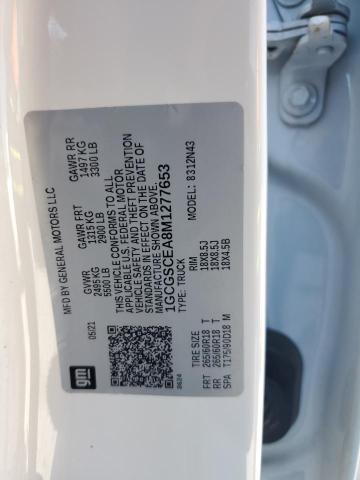 MFD BY GENERAL MOTORS LLC
05/21
GVWR
2495 KG
5500 LB
GAWR FRT
1315 KG
2900 LB
GAWR RR
1497 KG
3300 LB
THIS VEHICLE CONFORMS TO ALL
APPLICABLE U.S. FEDERAL MOTOR
VEHICLE SAFETY AND THEFT PREVENTION
STANDARDS IN EFFECT ON THE DATE OF
MANUFACTURE SHOWN ABOVE.
1GCGSCEA8M1277653
TYPE: TRUCK
MODEL: 8312N43
gm
TIRE SIZE RIM
FRT 265/60R18 T 18X8.5J
RR 265/60R18 T 18X8.5J
SPA T175/90D18 M 18X4.5B